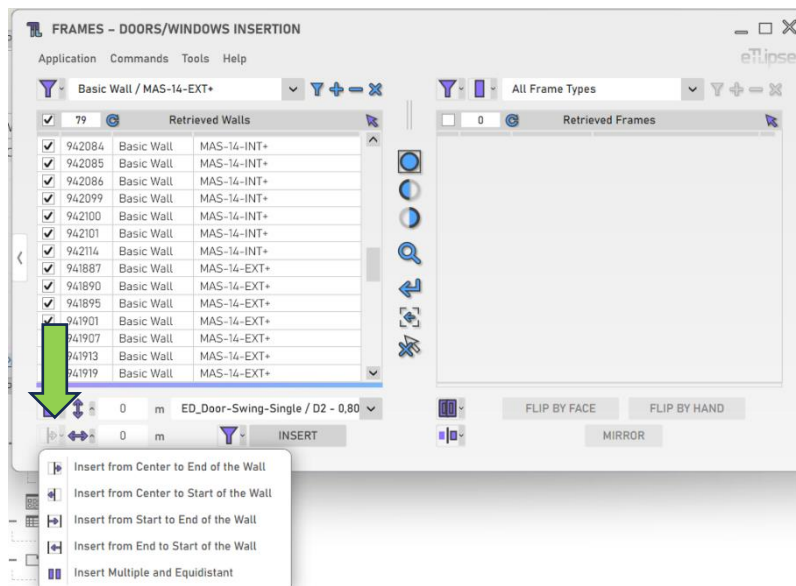 FRAMES – DOORS/WINDOWS INSERTION
Application Commands Tools Help
eTLipse
Basic Wall / MAS-14-EXT+
All Frame Types
79 Retrieved Walls
0 Retrieved Frames
942084 Basic Wall MAS-14-INT+
942085 Basic Wall MAS-14-INT+
942086 Basic Wall MAS-14-INT+
942099 Basic Wall MAS-14-INT+
942100 Basic Wall MAS-14-INT+
942101 Basic Wall MAS-14-INT+
942114 Basic Wall MAS-14-INT+
941887 Basic Wall MAS-14-EXT+
941890 Basic Wall MAS-14-EXT+
941895 Basic Wall MAS-14-EXT+
941901 Basic Wall MAS-14-EXT+
941907 Basic Wall MAS-14-EXT+
941913 Basic Wall MAS-14-EXT+
941919 Basic Wall MAS-14-EXT+
0 m ED_Door-Swing-Single / D2 - 0,80
FLIP BY FACE FLIP BY HAND
0 m INSERT
MIRROR
Insert from Center to End of the Wall
Insert from Center to Start of the Wall
Insert from Start to End of the Wall
Insert from End to Start of the Wall
Insert Multiple and Equidistant